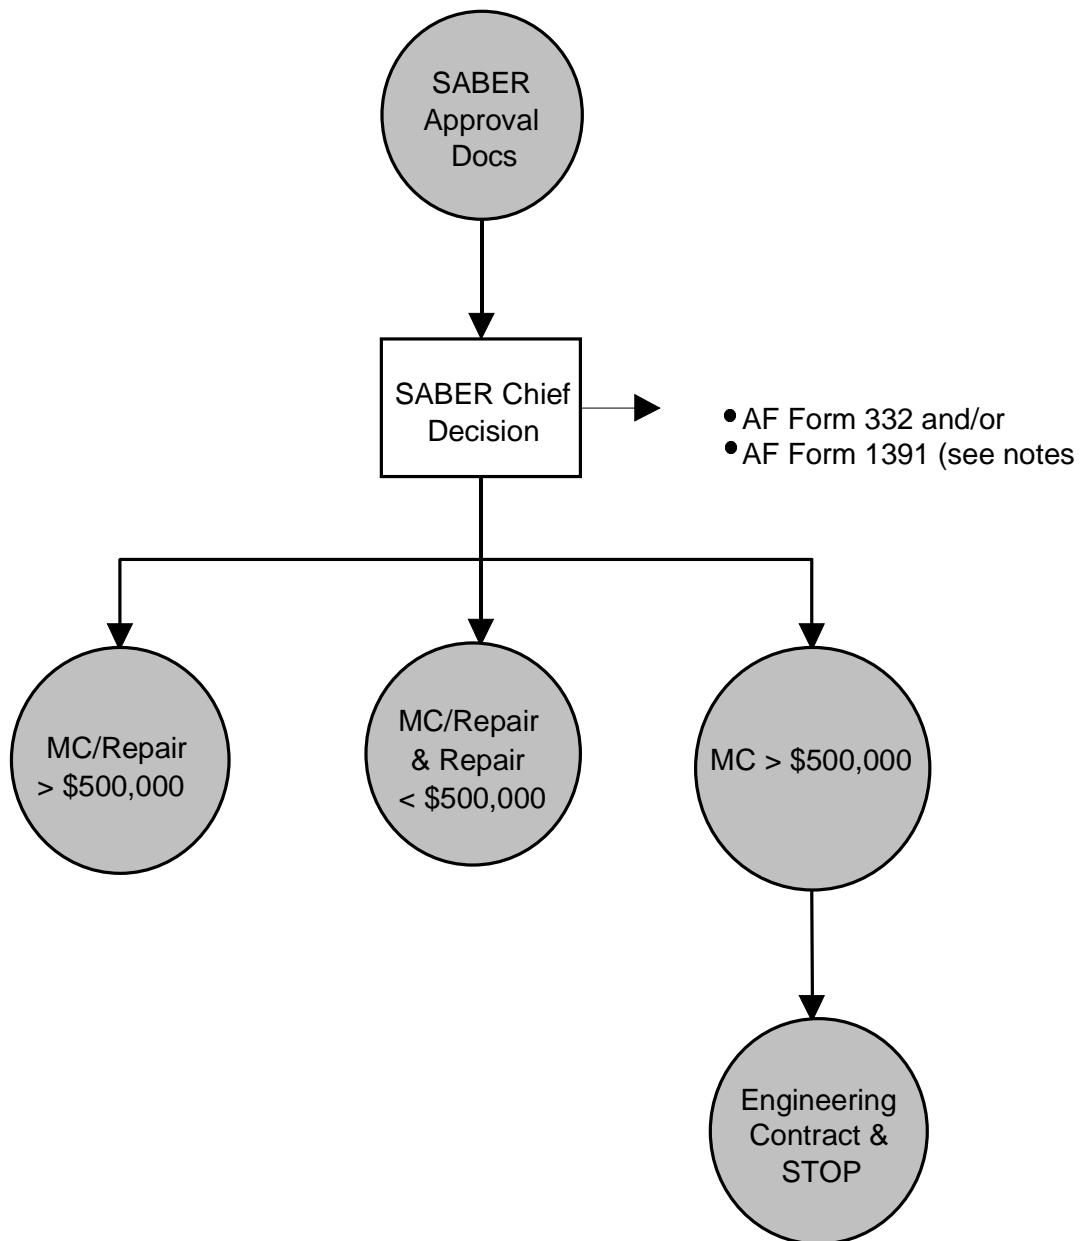 SABER
Approval
Docs
SABER Chief
Decision
• AF Form 332 and/or
• AF Form 1391 (see notes
MC/Repair
> $500,000
MC/Repair
& Repair
< $500,000
MC > $500,000
Engineering
Contract &
STOP